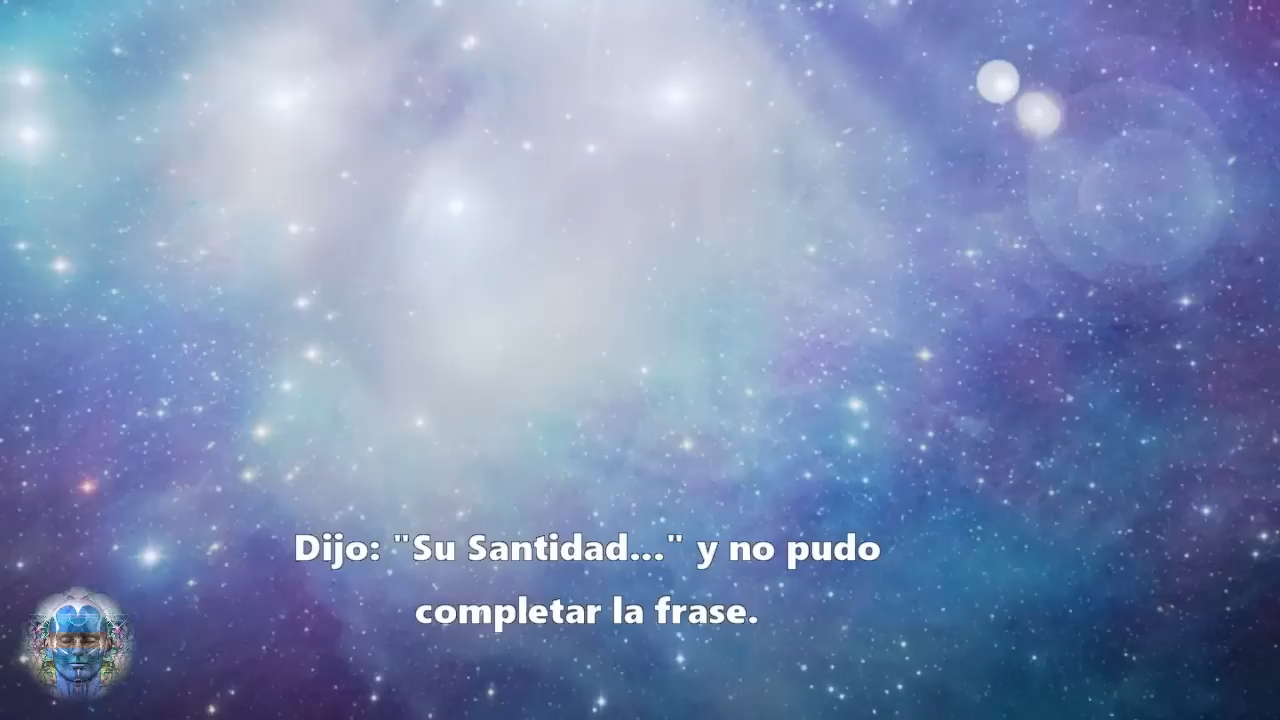 Dijo: "Su Santidad..." y no pudo
completar la frase.